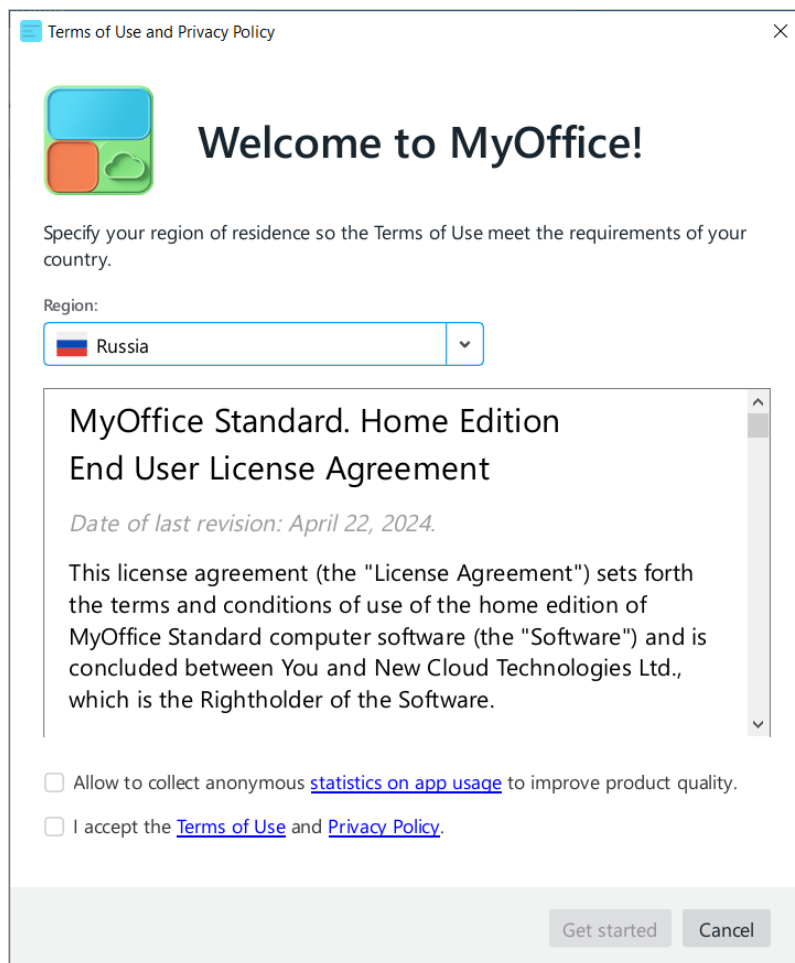 Terms of Use and Privacy Policy
Welcome to MyOffice!
Specify your region of residence so the Terms of Use meet the requirements of your
country.
Region:
Russia
MyOffice Standard. Home Edition
End User License Agreement
Date of last revision: April 22, 2024.
This license agreement (the "License Agreement") sets forth
the terms and conditions of use of the home edition of
MyOffice Standard computer software (the "Software") and is
concluded between You and New Cloud Technologies Ltd.,
which is the Rightholder of the Software.
Allow to collect anonymous statistics on app usage to improve product quality.
I accept the Terms of Use and Privacy Policy.
Get started Cancel